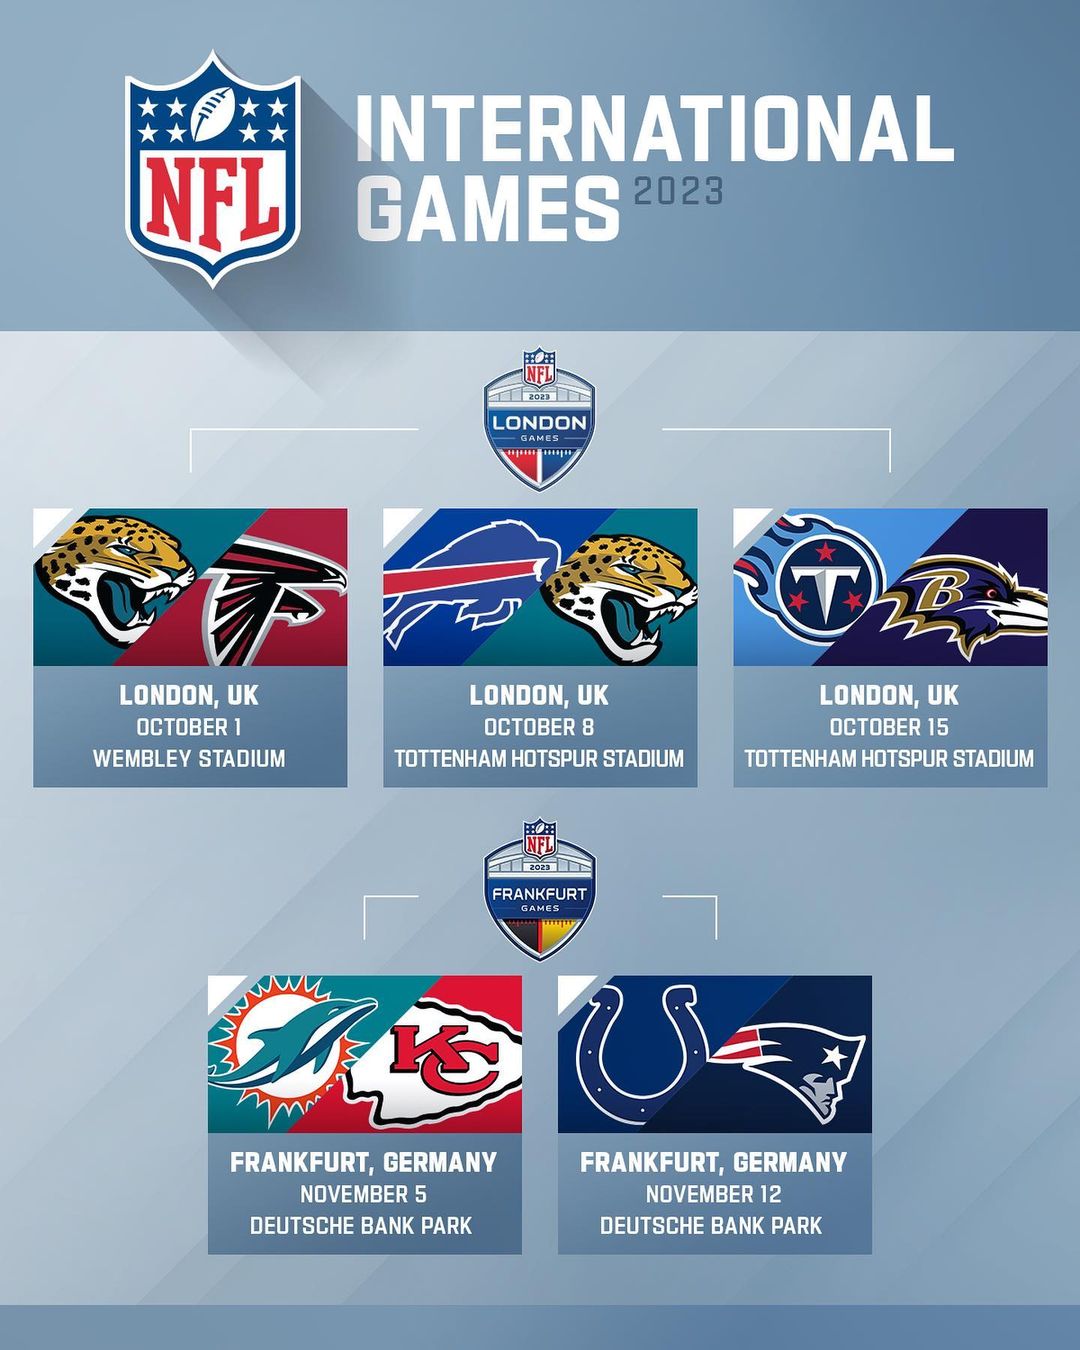 NFL
INTERNATIONAL
GAMES 2023
NFL
2023
LONDON
GAMES
T
B
LONDON, UK
OCTOBER 1
WEMBLEY STADIUM
LONDON, UK
OCTOBER 8
TOTTENHAM HOTSPUR STADIUM
LONDON, UK
OCTOBER 15
TOTTENHAM HOTSPUR STADIUM
NFL
2023
FRANKFURT
GAMES
KC
FRANKFURT, GERMANY
NOVEMBER 5
DEUTSCHE BANK PARK
FRANKFURT, GERMANY
NOVEMBER 12
DEUTSCHE BANK PARK